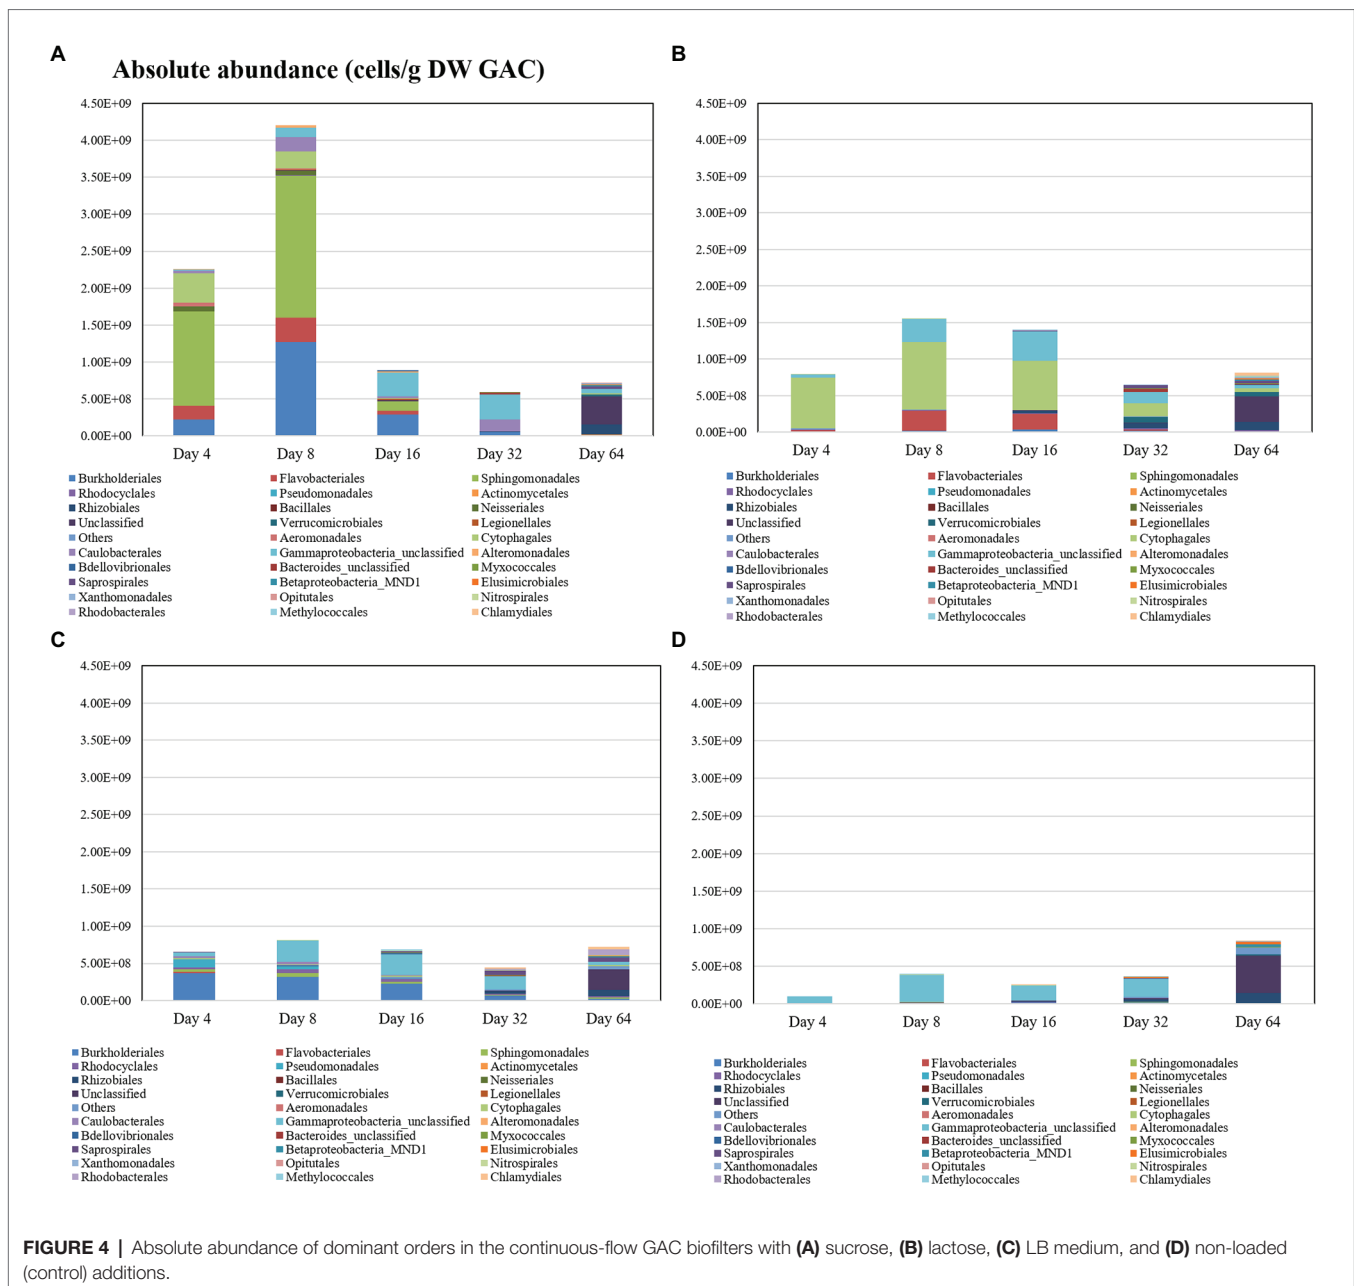 A
Absolute abundance (cells/g DW GAC)
4.50E+09
4.00E+09
3.50E+09
3.00E+09
2.50E+09
2.00E+09
1.50E+09
1.00E+09
5.00E+08
0.00E+00
Day 4 Day 8 Day 16 Day 32 Day 64
Burkholderiales Flavobacteriales Sphingomonadales
Rhodocyclales Pseudomonadales Actinomycetales
Rhizobiales Bacillales Neisseriales
Unclassified Verrucomicrobiales Legionellales
Others Aeromonadales Cytophagales
Caulobacterales Gammaproteobacteria_unclassified Alteromonadales
Bdellovibrionales Bacteroides_unclassified Myxococcales
Saprospirales Betaproteobacteria_MND1 Elusimicrobiales
Xanthomonadales Opitutales Nitrospirales
Rhodobacterales Methylococcales Chlamydiales
B
4.50E+09
4.00E+09
3.50E+09
3.00E+09
2.50E+09
2.00E+09
1.50E+09
1.00E+09
5.00E+08
0.00E+00
Day 4 Day 8 Day 16 Day 32 Day 64
Burkholderiales Flavobacteriales Sphingomonadales
Rhodocyclales Pseudomonadales Actinomycetales
Rhizobiales Bacillales Neisseriales
Unclassified Verrucomicrobiales Legionellales
Others Aeromonadales Cytophagales
Caulobacterales Gammaproteobacteria_unclassified Alteromonadales
Bdellovibrionales Bacteroides_unclassified Myxococcales
Saprospirales Betaproteobacteria_MND1 Elusimicrobiales
Xanthomonadales Opitutales Nitrospirales
Rhodobacterales Methylococcales Chlamydiales
C
4.50E+09
4.00E+09
3.50E+09
3.00E+09
2.50E+09
2.00E+09
1.50E+09
1.00E+09
5.00E+08
0.00E+00
Day 4 Day 8 Day 16 Day 32 Day 64
Burkholderiales Flavobacteriales Sphingomonadales
Rhodocyclales Pseudomonadales Actinomycetales
Rhizobiales Bacillales Neisseriales
Unclassified Verrucomicrobiales Legionellales
Others Aeromonadales Cytophagales
Caulobacterales Gammaproteobacteria_unclassified Alteromonadales
Bdellovibrionales Bacteroides_unclassified Myxococcales
Saprospirales Betaproteobacteria_MND1 Elusimicrobiales
Xanthomonadales Opitutales Nitrospirales
Rhodobacterales Methylococcales Chlamydiales
D
4.50E+09
4.00E+09
3.50E+09
3.00E+09
2.50E+09
2.00E+09
1.50E+09
1.00E+09
5.00E+08
0.00E+00
Day 4 Day 8 Day 16 Day 32 Day 64
Burkholderiales Flavobacteriales Sphingomonadales
Rhodocyclales Pseudomonadales Actinomycetales
Rhizobiales Bacillales Neisseriales
Unclassified Verrucomicrobiales Legionellales
Others Aeromonadales Cytophagales
Caulobacterales Gammaproteobacteria_unclassified Alteromonadales
Bdellovibrionales Bacteroides_unclassified Myxococcales
Saprospirales Betaproteobacteria_MND1 Elusimicrobiales
Xanthomonadales Opitutales Nitrospirales
Rhodobacterales Methylococcales Chlamydiales
FIGURE 4 | Absolute abundance of dominant orders in the continuous-flow GAC biofilters with (A) sucrose, (B) lactose, (C) LB medium, and (D) non-loaded
(control) additions.